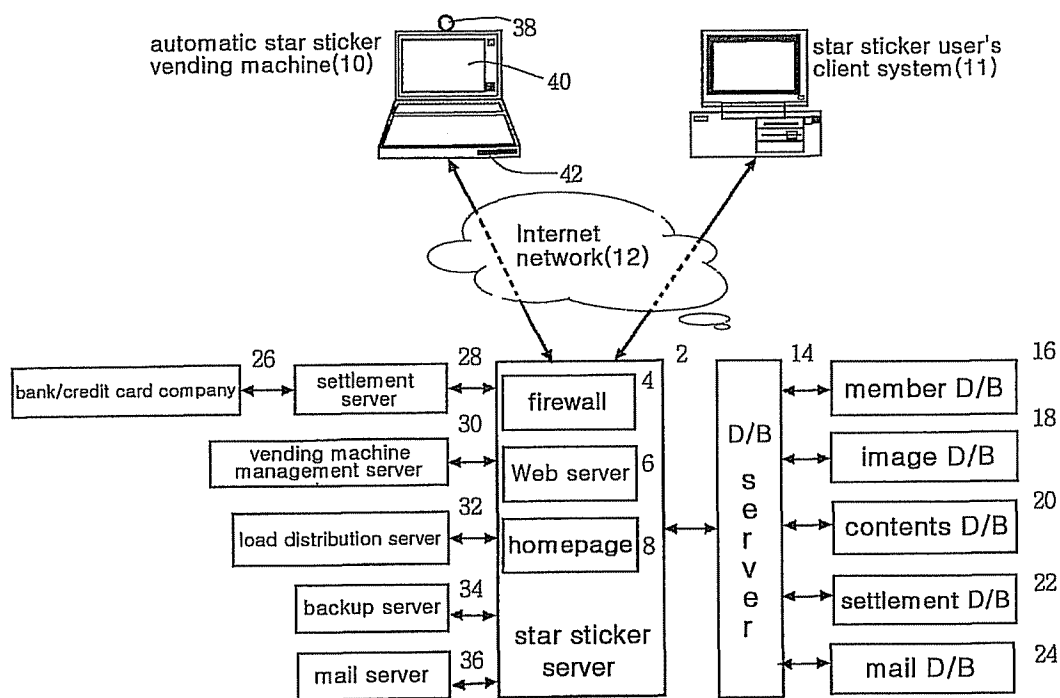 38
automatic star sticker
vending machine(10)
40
42
star sticker user's
client system(11)
Internet
network(12)
26
bank/credit card company
28
settlement
server
30
vending machine
management server
32
load distribution server
34
backup server
36
mail server
2
firewall
4
Web server
6
homepage
8
star sticker
server
14
D/B
server
16
member D/B
18
image D/B
20
contents D/B
22
settlement D/B
24
mail D/B